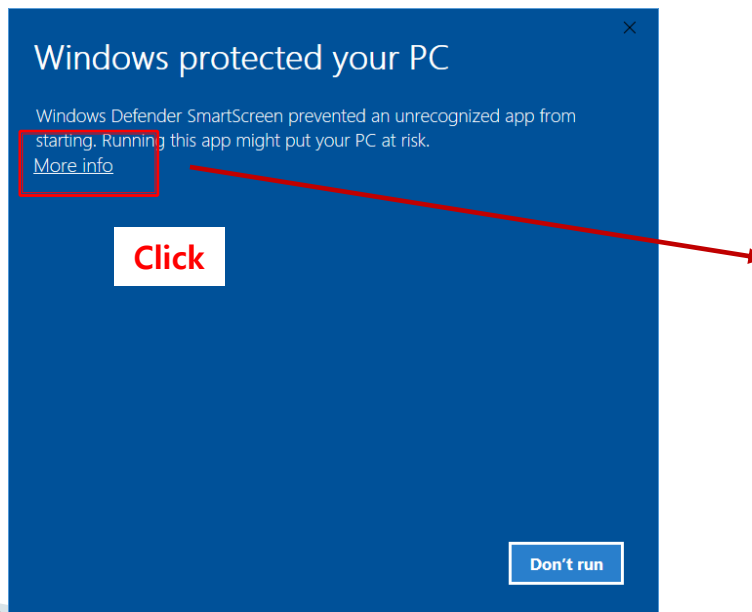 Windows protected your PC
Windows Defender SmartScreen prevented an unrecognized app from
starting. Running this app might put your PC at risk.
More info
Click
Don't run